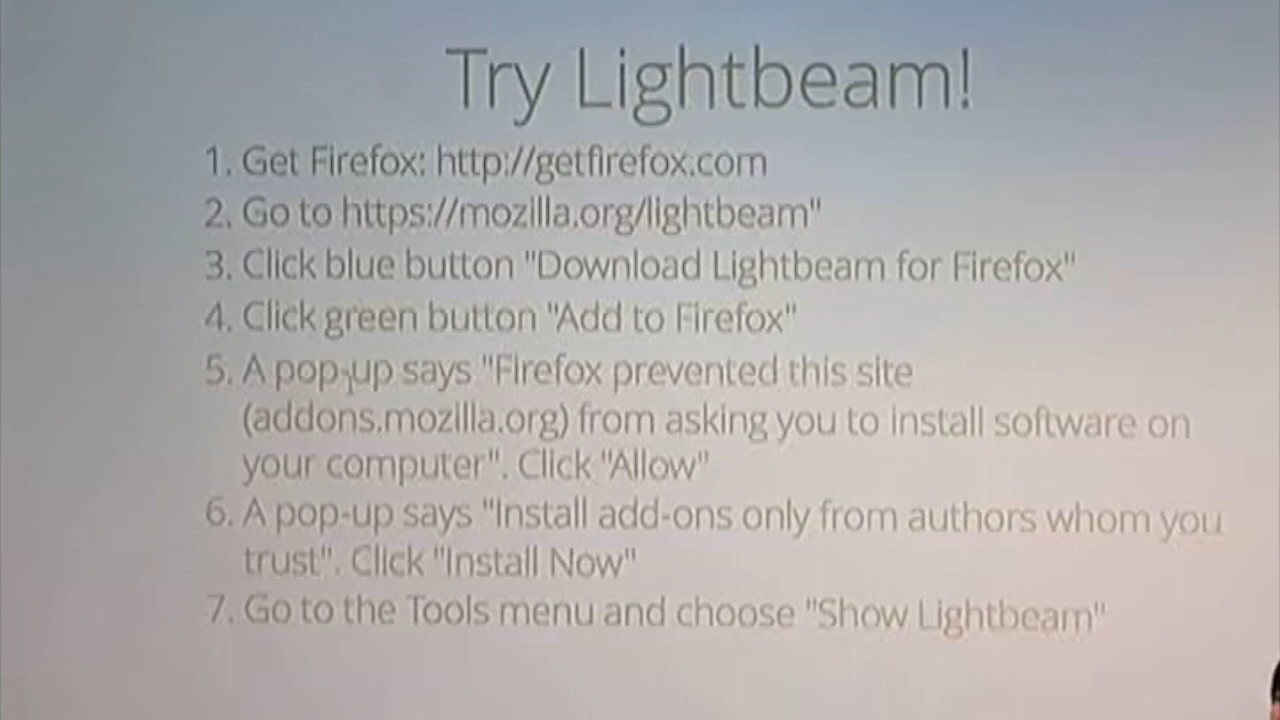 Try Lightbeam!
1. Get Firefox: http://getfirefox.com
2. Go to https://mozilla.org/lightbeam"
3. Click blue button "Download Lightbeam for Firefox"
4. Click green button "Add to Firefox"
5. A pop-up says "Firefox prevented this site
(addons.mozilla.org) from asking you to install software on
your computer". Click "Allow"
6. A pop-up says "Install add-ons only from authors whom you
trust". Click "Install Now"
7. Go to the Tools menu and choose "Show Lightbeam"